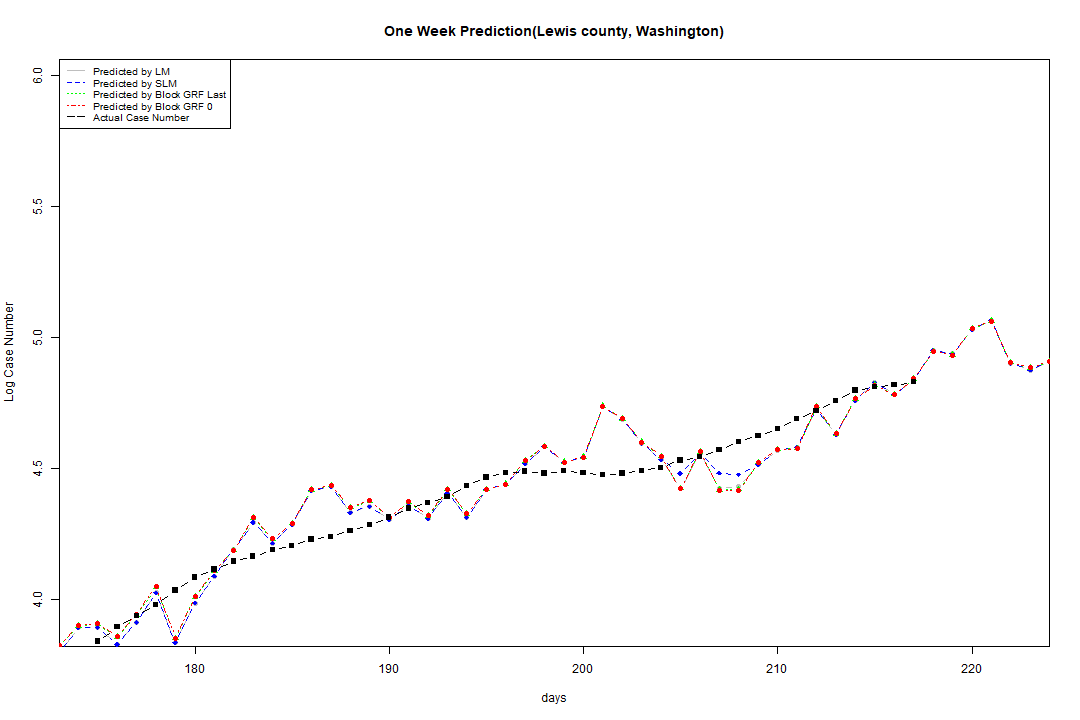 One Week Prediction(Lewis county, Washington)
Predicted by LM
Predicted by SLM
Predicted by Block GRF Last
Predicted by Block GRF 0
Actual Case Number
6.0
5.5
5.0
4.5
4.0
Log Case Number
180 190 200 210 220
days